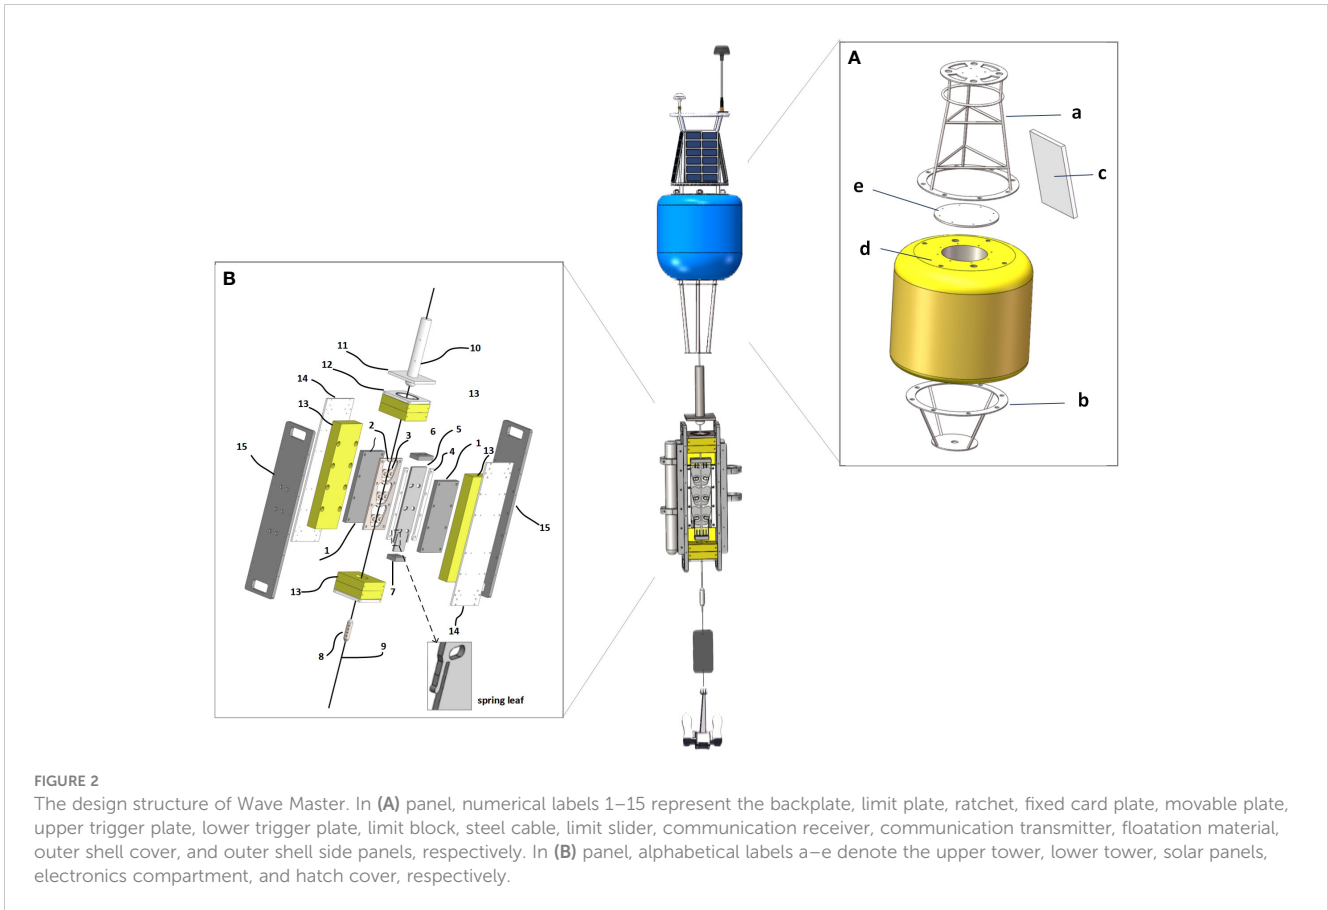 A
a
c
e
d
b
B
11
10
12
14
13
13
2
3
6
5
1
15
4
13
1
15
13
7
14
8
9
spring leaf
FIGURE 2
The design structure of Wave Master. In (A) panel, numerical labels 1–15 represent the backplate, limit plate, ratchet, fixed card plate, movable plate,
upper trigger plate, lower trigger plate, limit block, steel cable, limit slider, communication receiver, communication transmitter, floatation material,
outer shell cover, and outer shell side panels, respectively. In (B) panel, alphabetical labels a–e denote the upper tower, lower tower, solar panels,
electronics compartment, and hatch cover, respectively.